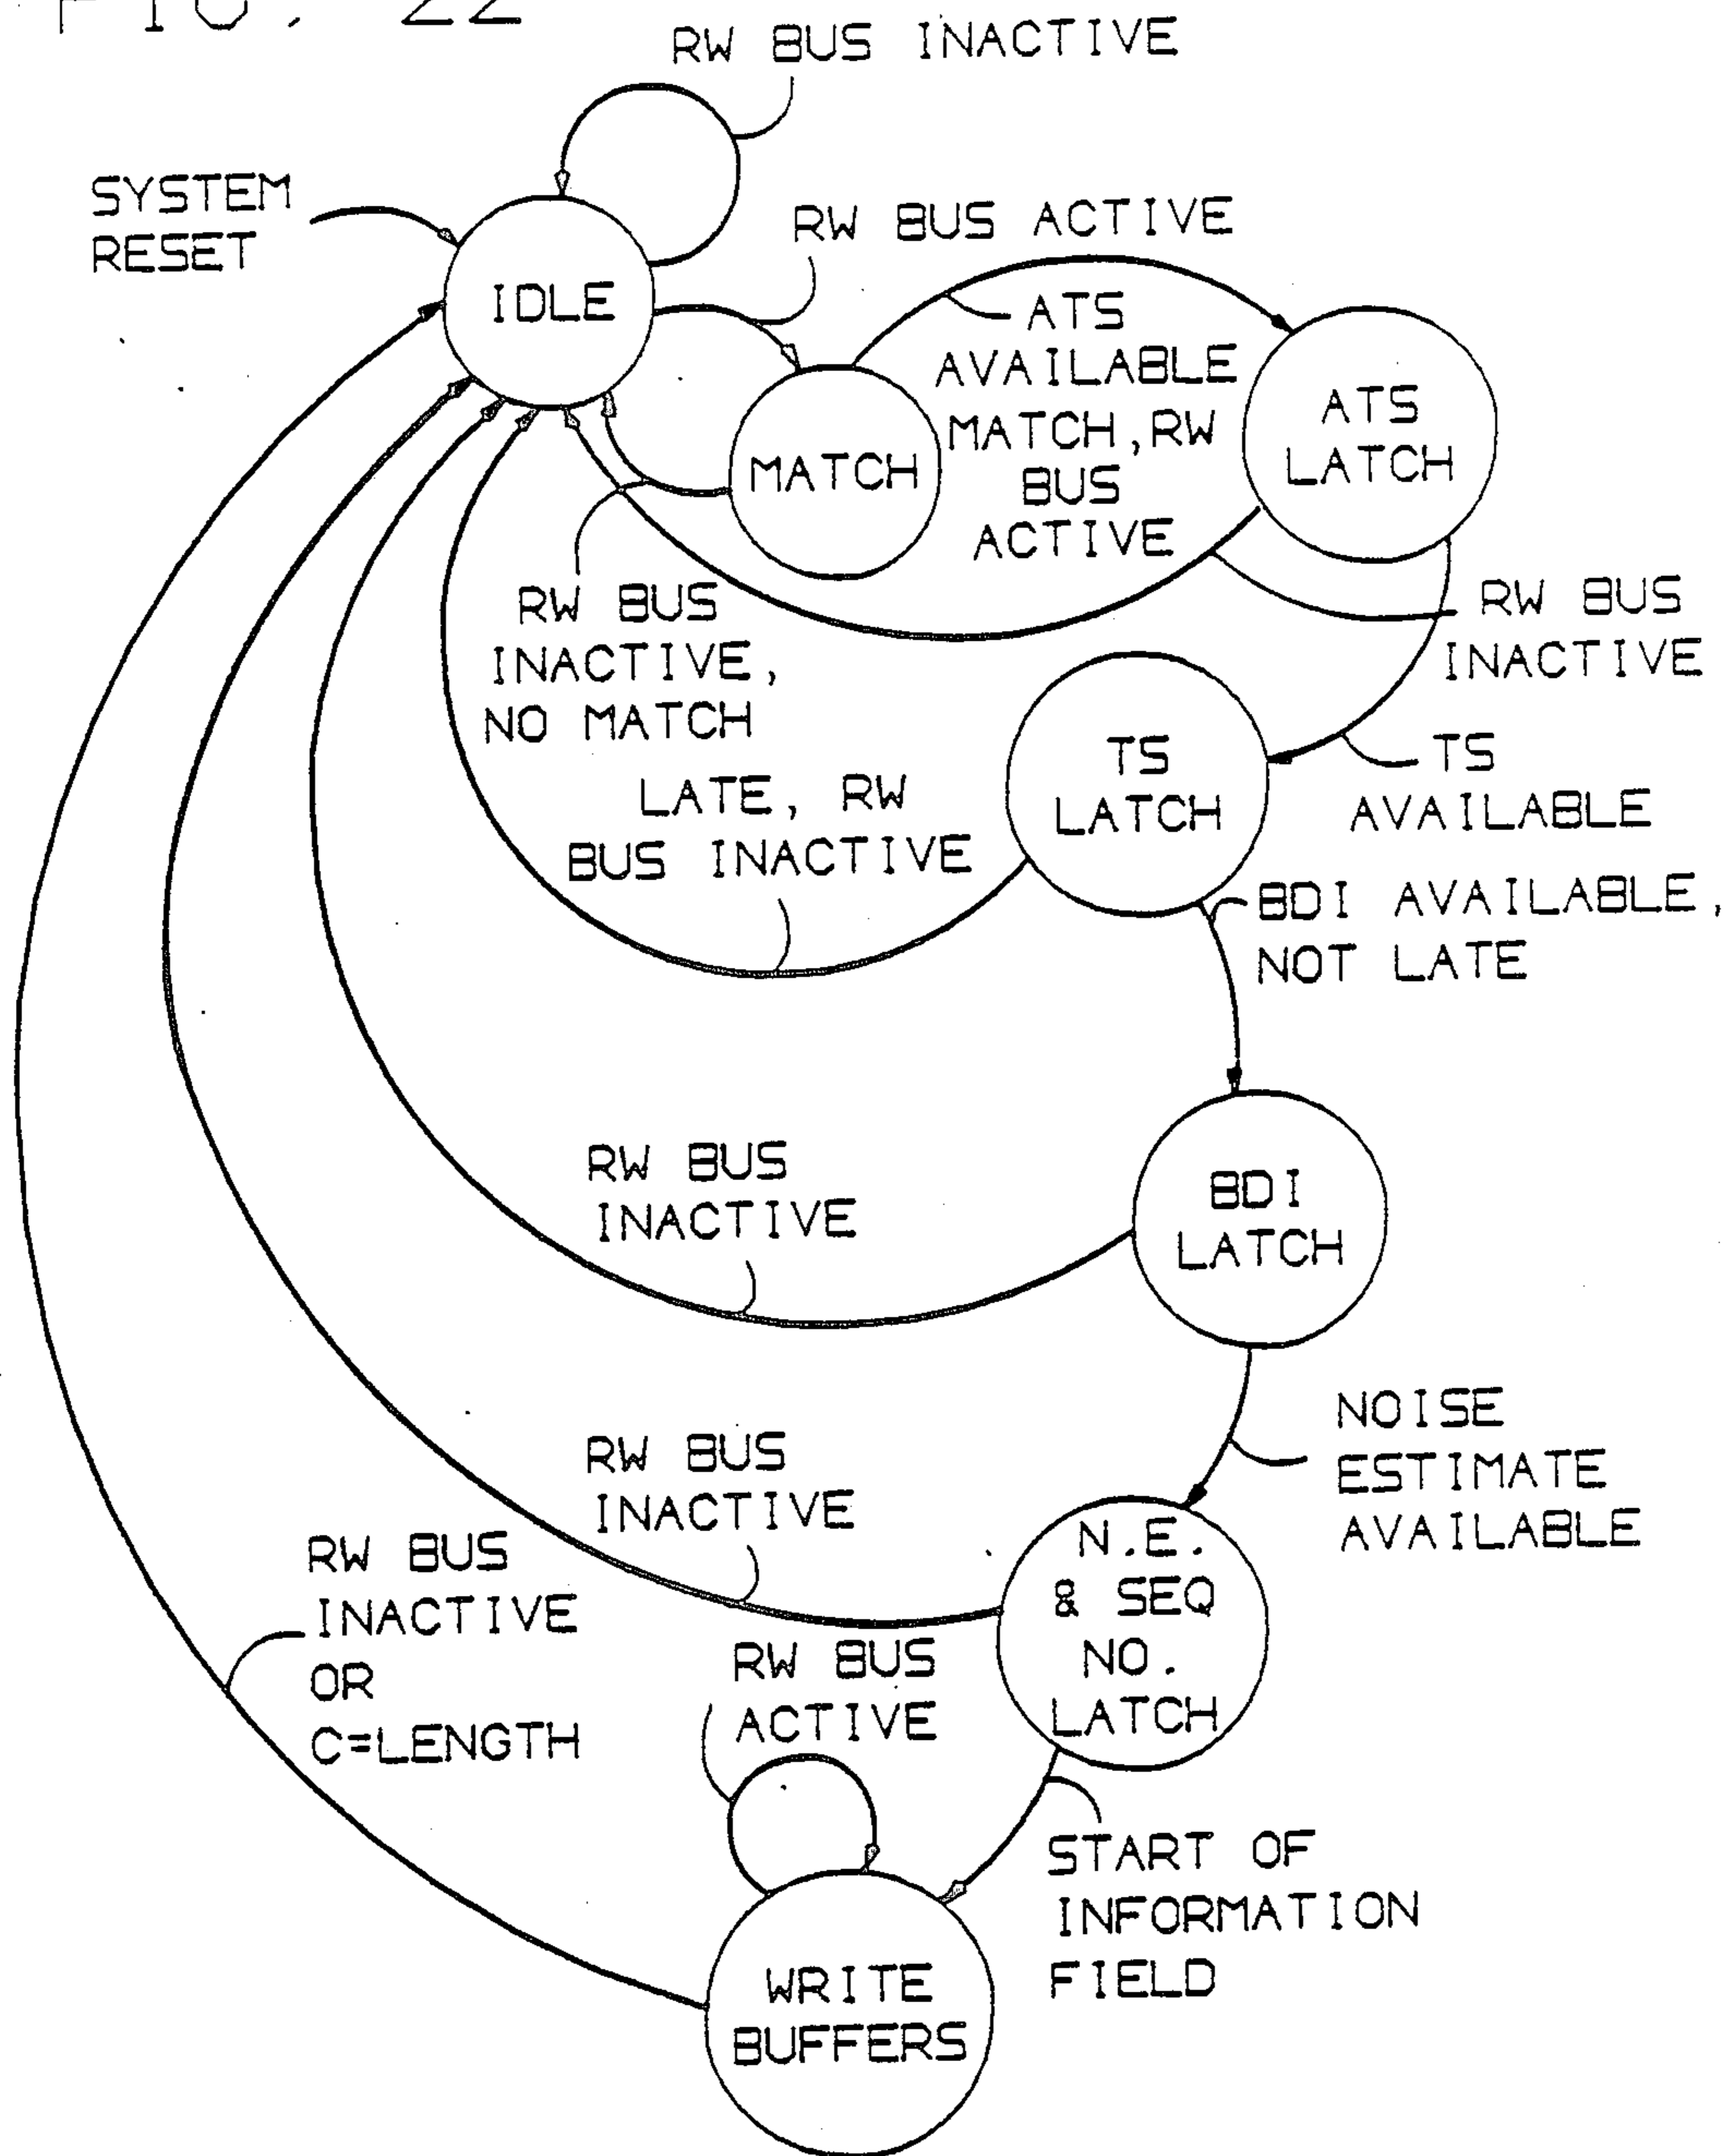 FIG. 22
RW BUS INACTIVE
SYSTEM
RESET
RW BUS ACTIVE
IDLE
ATS
AVAILABLE
MATCH, RW
BUS
ACTIVE
ATS
LATCH
MATCH
RW BUS
INACTIVE,
NO MATCH
RW BUS
INACTIVE
TS
LATCH
TS
AVAILABLE
LATE, RW
BUS INACTIVE
BDI AVAILABLE,
NOT LATE
RW BUS
INACTIVE
BDI
LATCH
NOISE
ESTIMATE
AVAILABLE
RW BUS
INACTIVE
N.E.
& SEQ
NO.
LATCH
RW BUS
INACTIVE
OR
C=LENGTH
RW BUS
ACTIVE
START OF
INFORMATION
FIELD
WRITE
BUFFERS